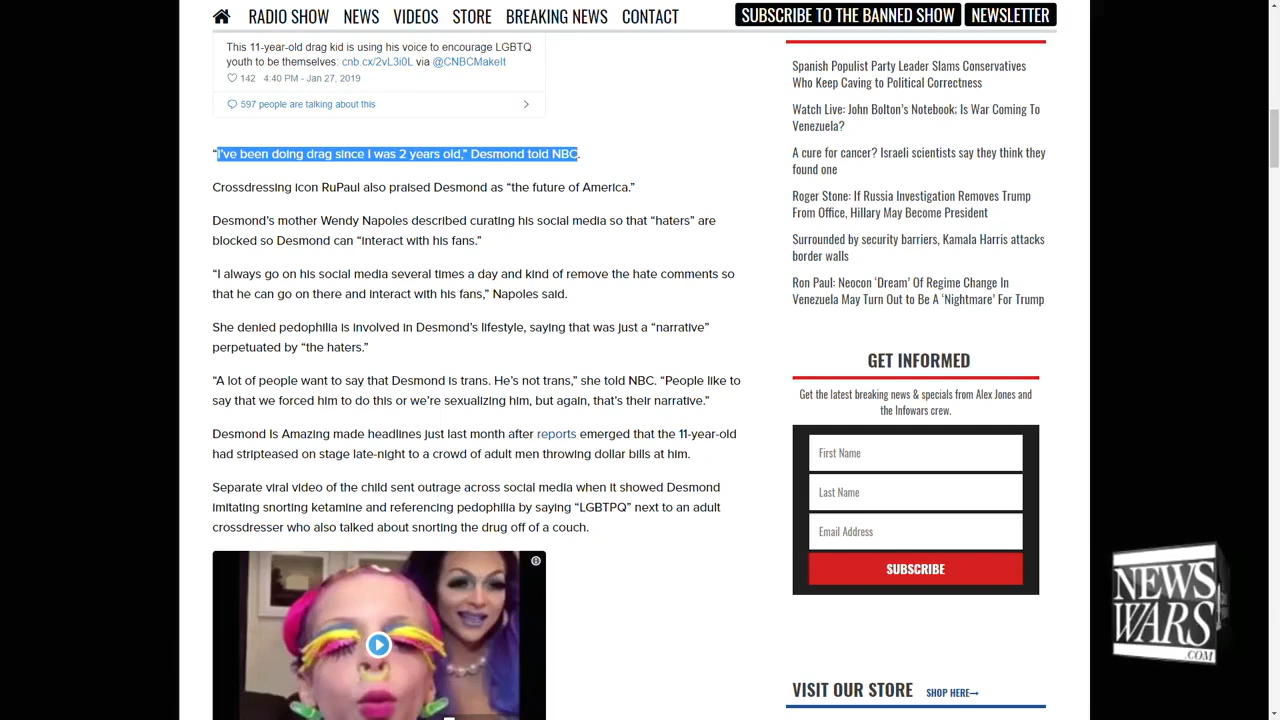 RADIO SHOW NEWS VIDEOS STORE BREAKING NEWS CONTACT
SUBSCRIBE TO THE BANNED SHOW NEWSLETTER
This 11-year-old drag kid is using his voice to encourage LGBTQ
youth to be themselves: cnb.cx/2vL3i0L via @CNBCMakeIt
142 4:40 PM - Jan 27, 2019
597 people are talking about this
“I’ve been doing drag since I was 2 years old,” Desmond told NBC.
Crossdressing icon RuPaul also praised Desmond as “the future of America.”
Desmond’s mother Wendy Napoles described curating his social media so that “haters” are
blocked so Desmond can “interact with his fans.”
“I always go on his social media several times a day and kind of remove the hate comments so
that he can go on there and interact with his fans,” Napoles said.
She denied pedophilia is involved in Desmond’s lifestyle, saying that was just a “narrative”
perpetuated by “the haters.”
“A lot of people want to say that Desmond is trans. He’s not trans,” she told NBC. “People like to
say that we forced him to do this or we’re sexualizing him, but again, that’s their narrative.”
Desmond Is Amazing made headlines just last month after reports emerged that the 11-year-old
had stripteased on stage late-night to a crowd of adult men throwing dollar bills at him.
Separate viral video of the child sent outrage across social media when it showed Desmond
imitating snorting ketamine and referencing pedophilia by saying “LGBTPQ” next to an adult
crossdresser who also talked about snorting the drug off of a couch.
Spanish Populist Party Leader Slams Conservatives
Who Keep Caving to Political Correctness
Watch Live: John Bolton’s Notebook; Is War Coming To
Venezuela?
A cure for cancer? Israeli scientists say they think they
found one
Roger Stone: If Russia Investigation Removes Trump
From Office, Hillary May Become President
Surrounded by security barriers, Kamala Harris attacks
border walls
Ron Paul: Neocon ‘Dream’ Of Regime Change In
Venezuela May Turn Out to Be A ‘Nightmare’ For Trump
GET INFORMED
Get the latest breaking news & specials from Alex Jones and
the Infowars crew.
First Name
Last Name
Email Address
SUBSCRIBE
VISIT OUR STORE SHOP HERE→
NEWS
WARS
.COM